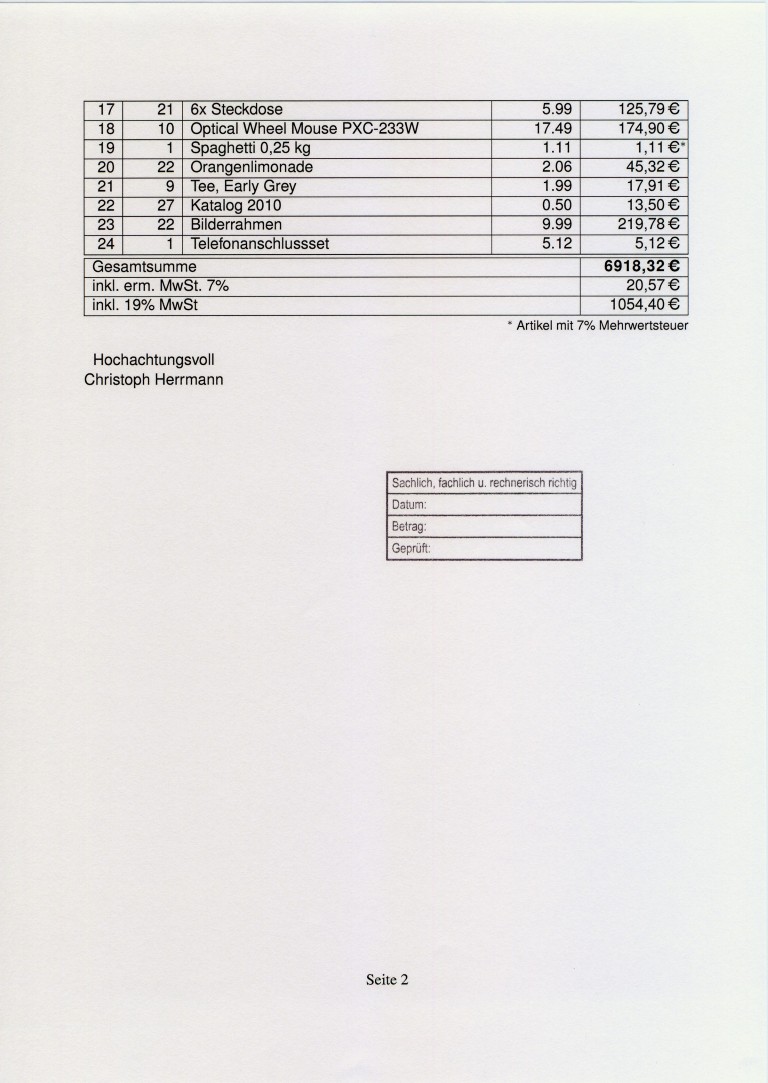 17 21 6x Steckdose 5.99 125,79 €
18 10 Optical Wheel Mouse PXC-233W 17.49 174,90 €
19 1 Spaghetti 0,25 kg 1.11 1,11 €*
20 22 Orangenlimonade 2.06 45,32 €
21 9 Tee, Early Grey 1.99 17,91 €
22 27 Katalog 2010 0.50 13,50 €
23 22 Bilderrahmen 9.99 219,78 €
24 1 Telefonanschlussset 5.12 5,12 €
Gesamtsumme 6918,32 €
inkl. erm. MwSt. 7% 20,57 €
inkl. 19% MwSt 1054,40 €
* Artikel mit 7% Mehrwertsteuer
Hochachtungsvoll
Christoph Herrmann
Sachlich, fachlich u. rechnerisch richtig
Datum:
Betrag:
Geprüft:
Seite 2